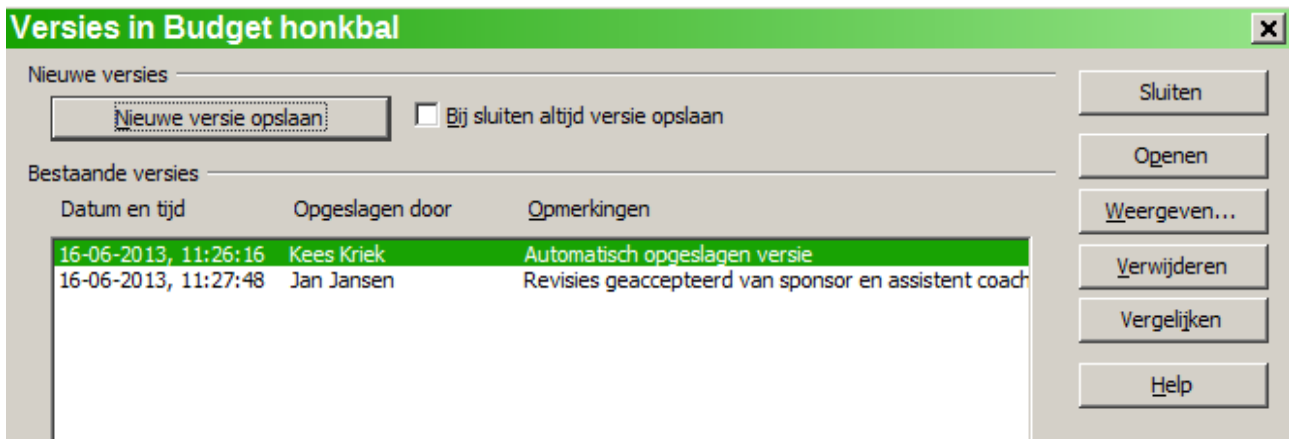 Versies in Budget honkbal
Nieuwe versies
Nieuwe versie opslaan
Bij sluiten altijd versie opslaan
Bestaande versies
Datum en tijd Opgeslagen door Opmerkingen
16-06-2013, 11:26:16 Kees Kriek Automatisch opgeslagen versie
16-06-2013, 11:27:48 Jan Jansen Revisies geaccepteerd van sponsor en assistent coach
Sluiten
Openen
Weergeven...
Verwijderen
Vergelijken
Help